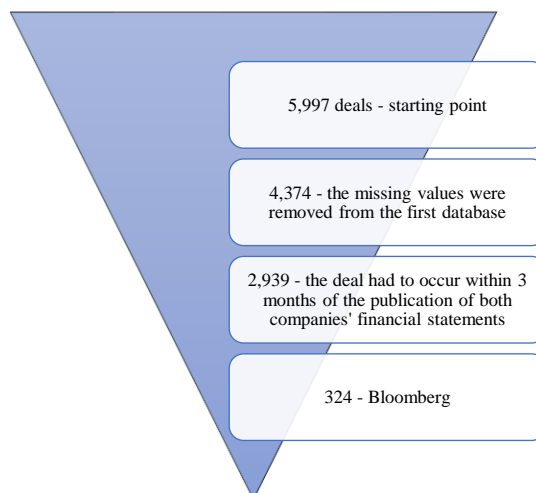 5,997 deals - starting point
4,374 - the missing values were
removed from the first database
2,939 - the deal had to occur within 3
months of the publication of both
companies' financial statements
324 - Bloomberg